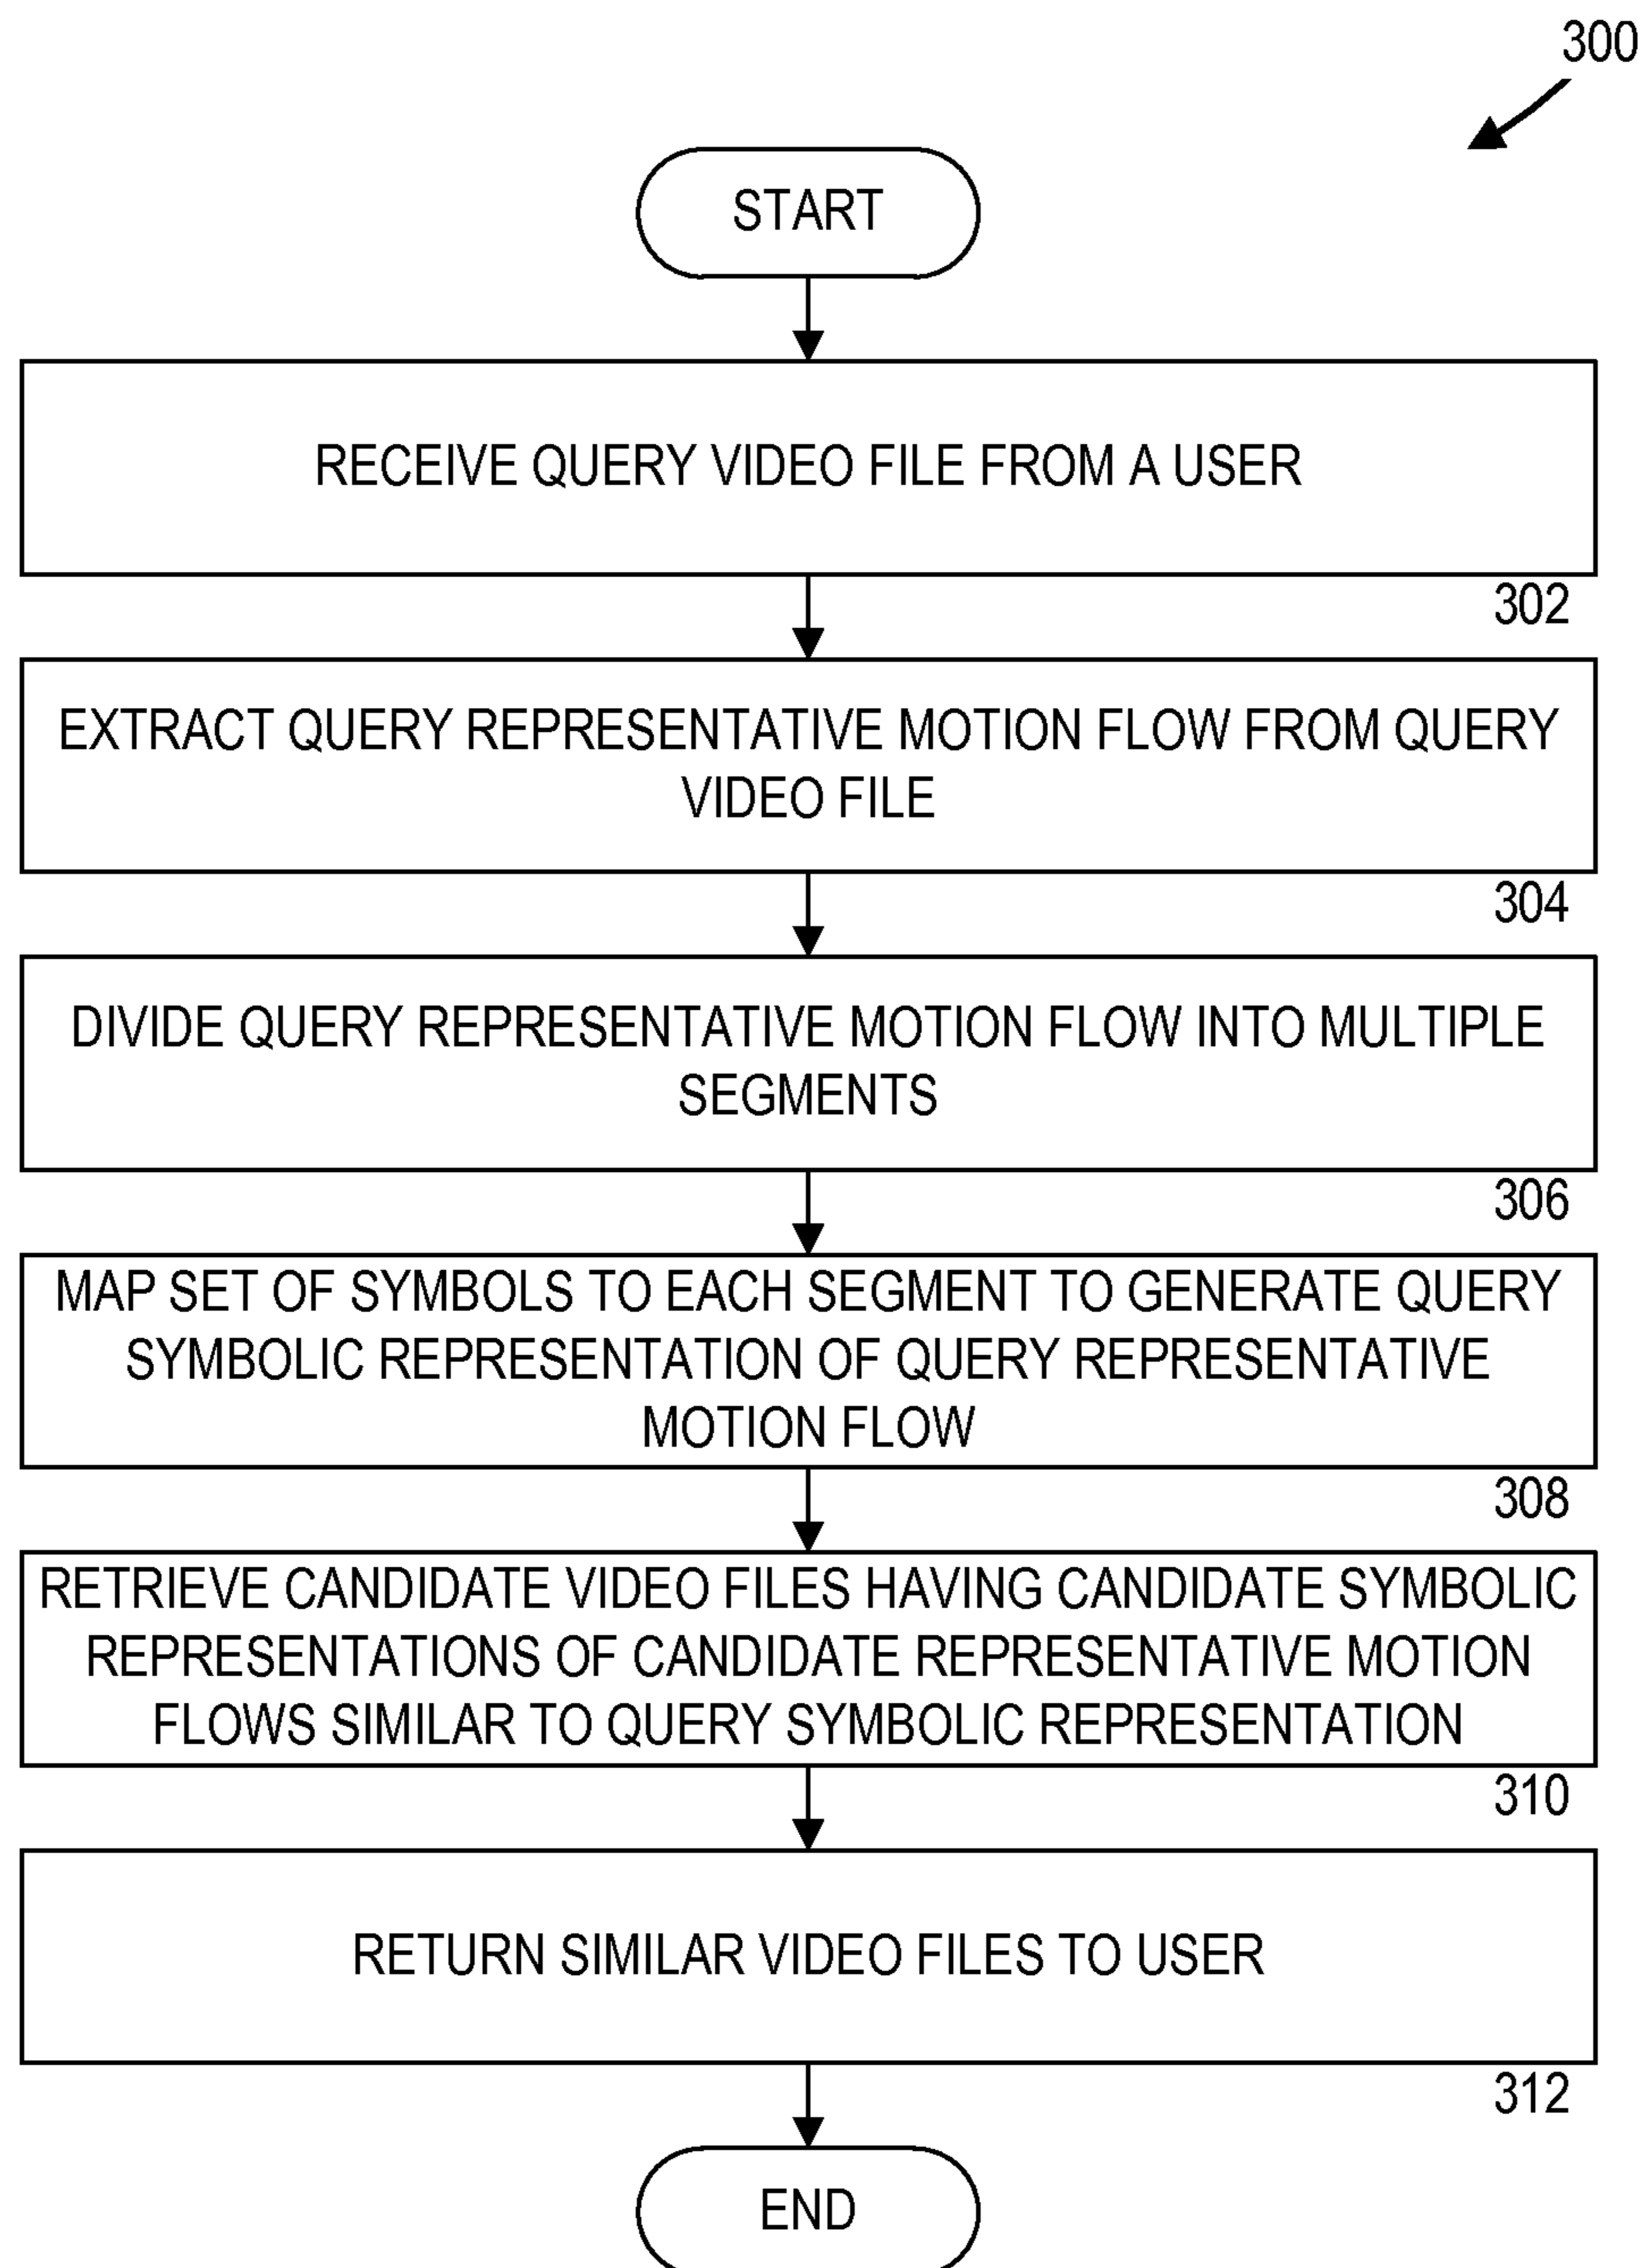 300
START
RECEIVE QUERY VIDEO FILE FROM A USER
302
EXTRACT QUERY REPRESENTATIVE MOTION FLOW FROM QUERY
VIDEO FILE
304
DIVIDE QUERY REPRESENTATIVE MOTION FLOW INTO MULTIPLE
SEGMENTS
306
MAP SET OF SYMBOLS TO EACH SEGMENT TO GENERATE QUERY
SYMBOLIC REPRESENTATION OF QUERY REPRESENTATIVE
MOTION FLOW
308
RETRIEVE CANDIDATE VIDEO FILES HAVING CANDIDATE SYMBOLIC
REPRESENTATIONS OF CANDIDATE REPRESENTATIVE MOTION
FLOWS SIMILAR TO QUERY SYMBOLIC REPRESENTATION
310
RETURN SIMILAR VIDEO FILES TO USER
312
END